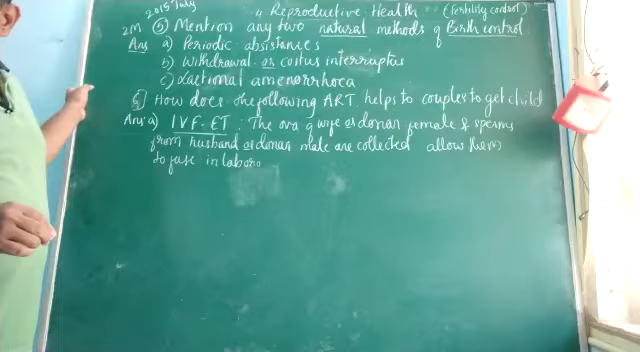 2015 July
" Reproductive Health " (fertility control)
2M ⑤ Mention any two natural methods of Birth control.
Ans a) Periodic absistances
b) Withdrawal or coitus interruptus
c) Lactional amenorrhoea
⑥ How does the following ART helps to couples to get child
Ans: a) IVF-ET: The ova of wife or donar female & sperms
from husband or donar male are collected allow them
to fuse in laboro